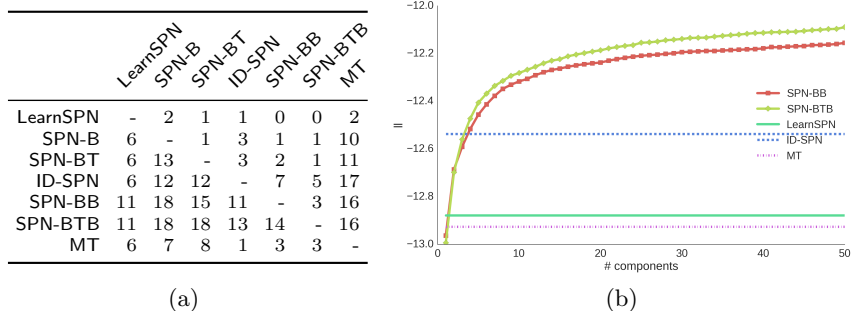 LearnSPN SPN-B SPN-BT ID-SPN SPN-BB SPN-BTB MT
LearnSPN - 2 1 1 0 0 2
SPN-B 6 - 1 3 1 1 10
SPN-BT 6 13 - 3 2 1 11
ID-SPN 6 12 12 - 7 5 17
SPN-BB 11 18 15 11 - 3 16
SPN-BTB 11 18 18 13 14 - 16
MT 6 7 8 1 3 3 -
(a)
−12.0
−12.2
−12.4
−12.6
−12.8
−13.0
0 10 20 30 40 50
# components
SPN-BB
SPN-BTB
LearnSPN
ID-SPN
MT
(b)